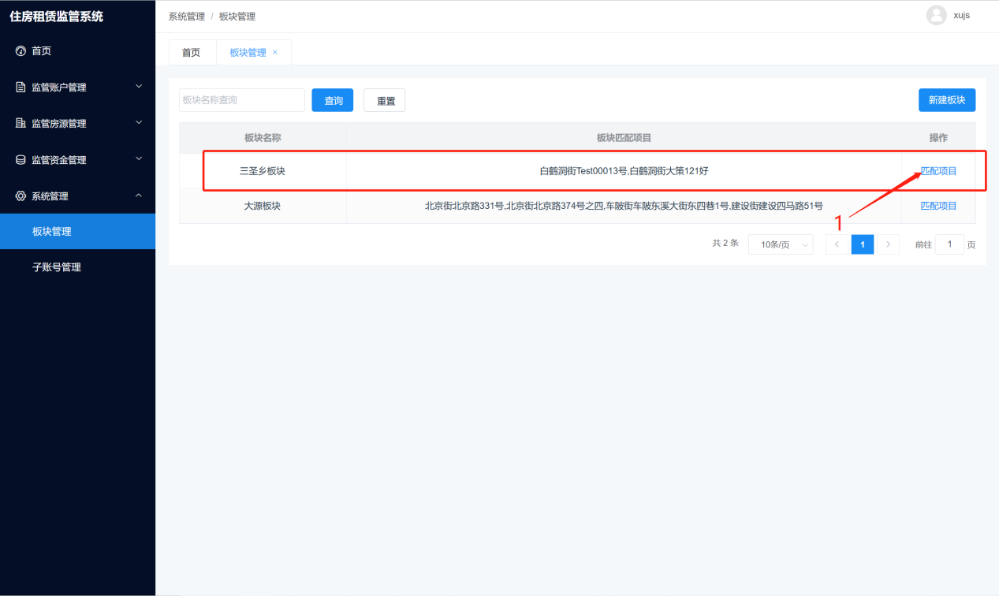 住房租赁监管系统
系统管理 / 板块管理
xujs
首页
监管账户管理
监管房源管理
监管资金管理
系统管理
板块管理
子账号管理
首页 板块管理 ×
板块名称查询 查询 重置 新建板块
板块名称 板块匹配项目 操作
三圣乡板块 白鹤洞街Test00013号,白鹤洞街大策121好 匹配项目
大源板块 北京街北京路331号,北京街北京路374号之四,车陂街车陂东溪大街东四巷1号,建设街建设四马路51号 匹配项目
1
共 2 条 10条/页 1 前往 1 页